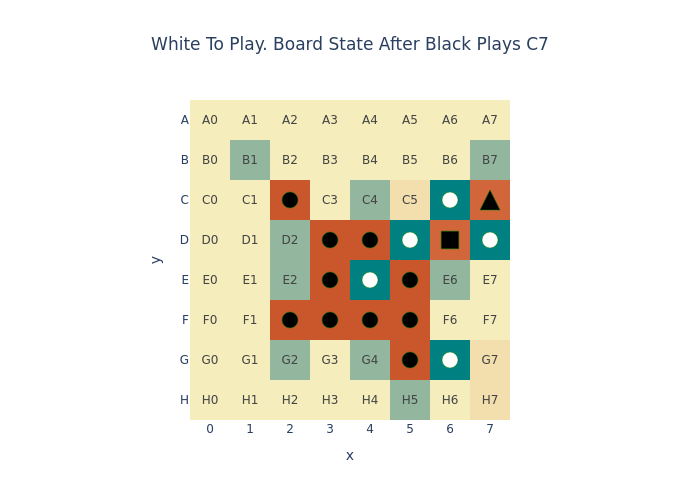 White To Play. Board State After Black Plays C7
A A0 A1 A2 A3 A4 A5 A6 A7
B B0 B1 B2 B3 B4 B5 B6 B7
C C0 C1 C3 C4 C5
D D0 D1 D2
E E0 E1 E2 E6 E7
F F0 F1 F6 F7
G G0 G1 G2 G3 G4 G7
H H0 H1 H2 H3 H4 H5 H6 H7
0 1 2 3 4 5 6 7
x
y